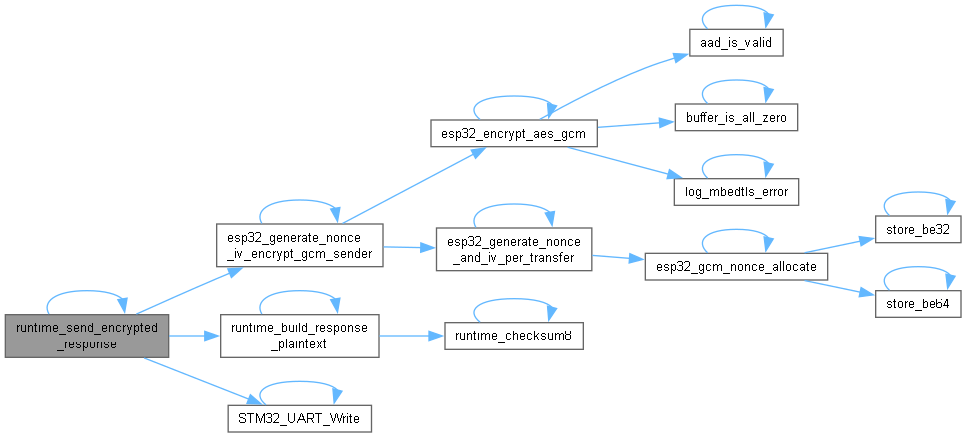 aad_is_valid
buffer_is_all_zero
esp32_encrypt_aes_gcm
log_mbedtls_error
store_be32
esp32_generate_nonce
_iv_encrypt_gcm_sender
esp32_generate_nonce
_and_iv_per_transfer
esp32_gcm_nonce_allocate
store_be64
runtime_send_encrypted
_response
runtime_build_response
_plaintext
runtime_checksum8
STM32_UART_Write